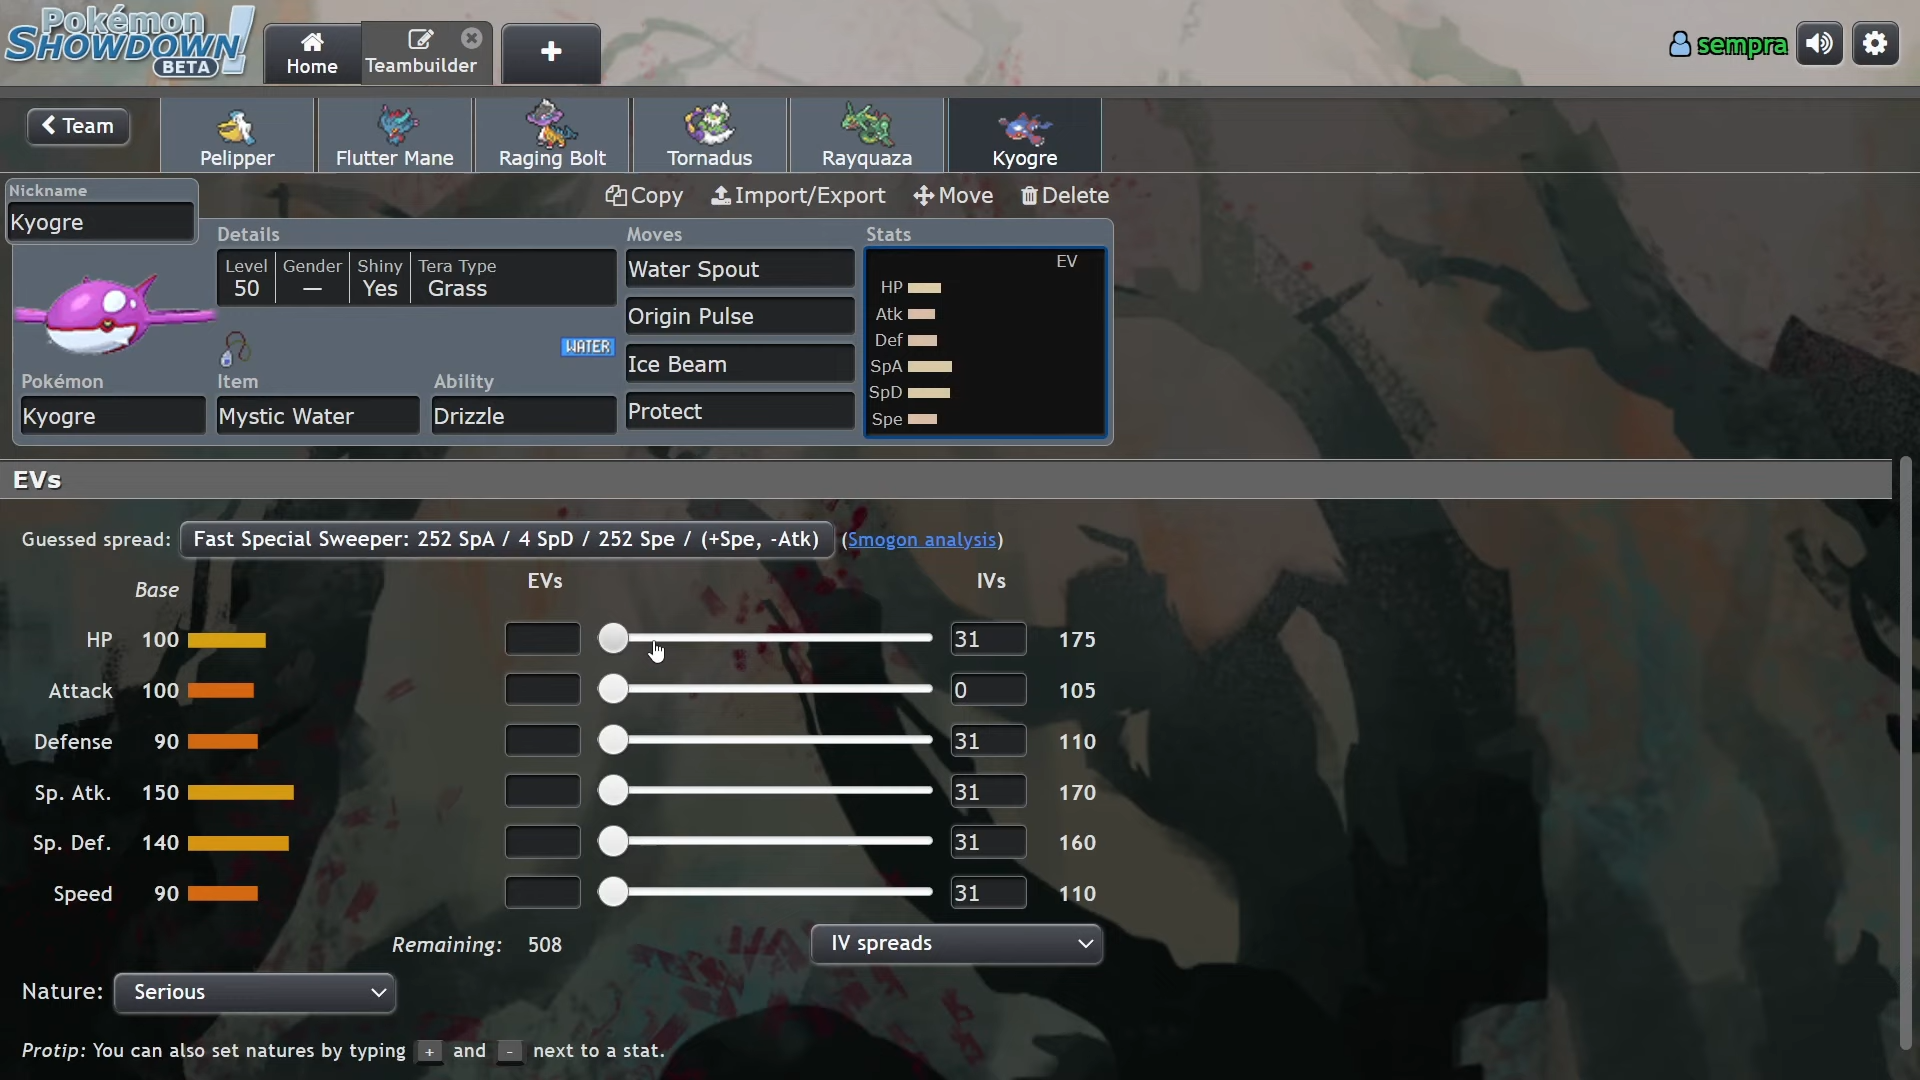 Pokémon
SHOWDOWN!
BETA
Home
Teambuilder
+
sempra
Team
Pelipper
Flutter Mane
Raging Bolt
Tornadus
Rayquaza
Kyogre
Copy
Import/Export
Move
Delete
Nickname
Kyogre
Details
Level
50
Gender
—
Shiny
Yes
Tera Type
Grass
WATER
Pokémon
Kyogre
Item
Mystic Water
Ability
Drizzle
Moves
Water Spout
Origin Pulse
Ice Beam
Protect
Stats
EV
HP
Atk
Def
SpA
SpD
Spe
EVs
Guessed spread: Fast Special Sweeper: 252 SpA / 4 SpD / 252 Spe / (+Spe, -Atk) (Smogon analysis)
Base EVs IVs
HP 100 31 175
Attack 100 0 105
Defense 90 31 110
Sp. Atk. 150 31 170
Sp. Def. 140 31 160
Speed 90 31 110
Remaining: 508 IV spreads
Nature: Serious
Protip: You can also set natures by typing + and - next to a stat.